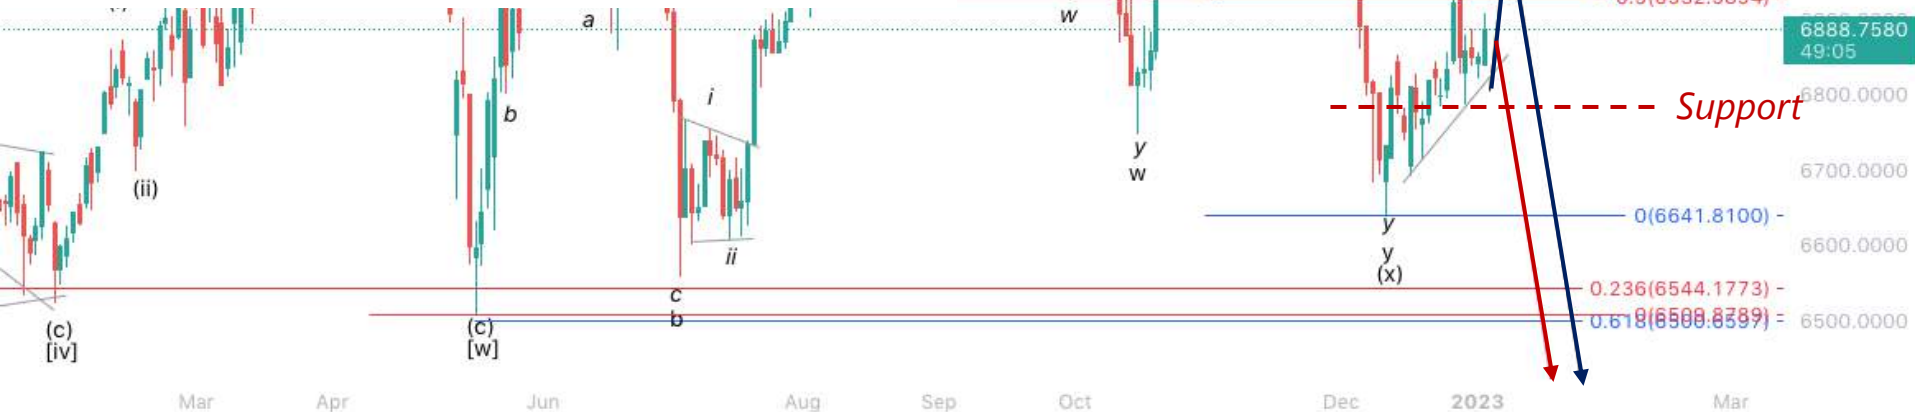 w
a
6888.7580
49:05
6800.0000
Support
i
b
y
w
6700.0000
(ii)
0(6641.8100)
y
6600.0000
ii
y
(x)
0.236(6544.1773)
c
b
0.618(6500.6597)
6500.0000
(c)
[iv]
(c)
[w]
Mar
Apr
Jun
Aug
Sep
Oct
Dec
2023
Mar